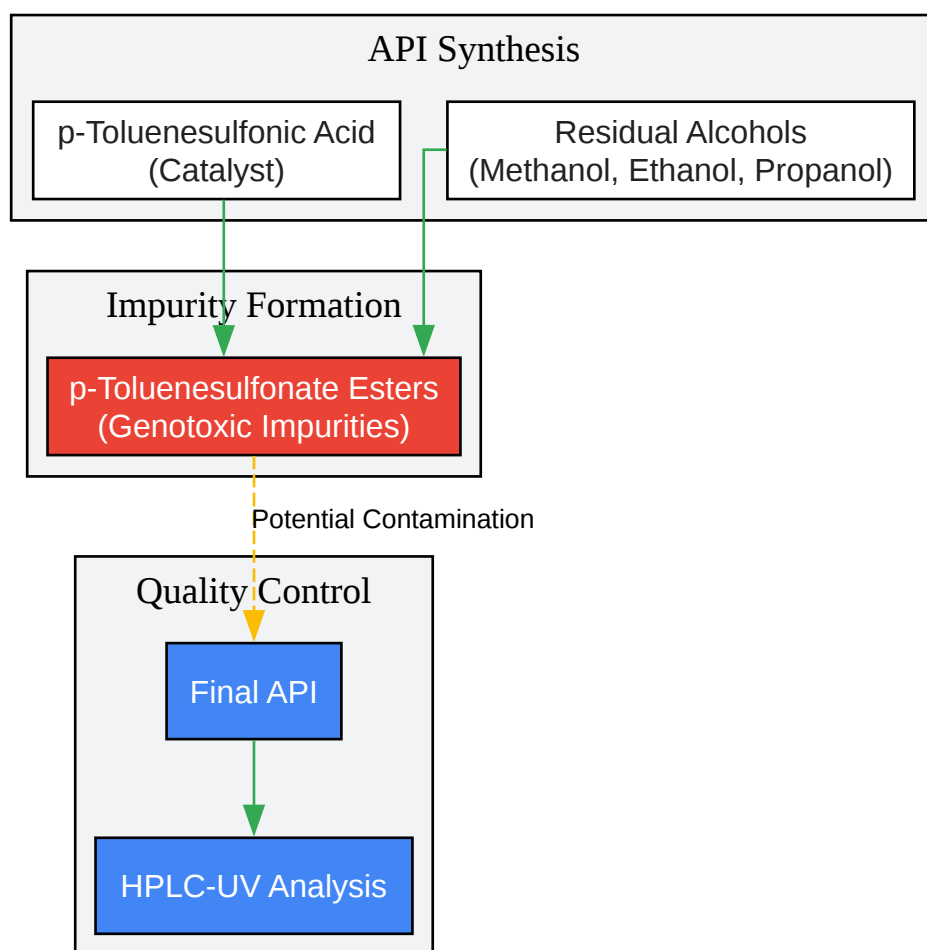 API Synthesis
p-Toluenesulfonic Acid
(Catalyst)
Residual Alcohols
(Methanol, Ethanol, Propanol)
Impurity Formation
p-Toluenesulfonate Esters
(Genotoxic Impurities)
Potential Contamination
Quality Control
Final API
HPLC-UV Analysis